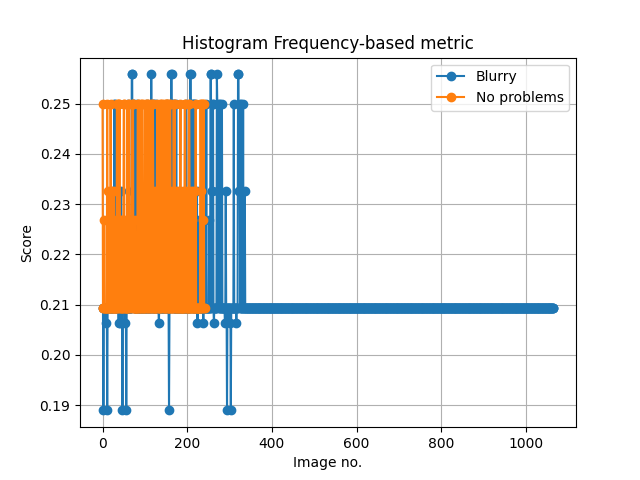 Histogram Frequency-based metric
Blurry
No problems
0.25
0.24
0.23
0.22
0.21
0.20
0.19
Score
0 200 400 600 800 1000
Image no.